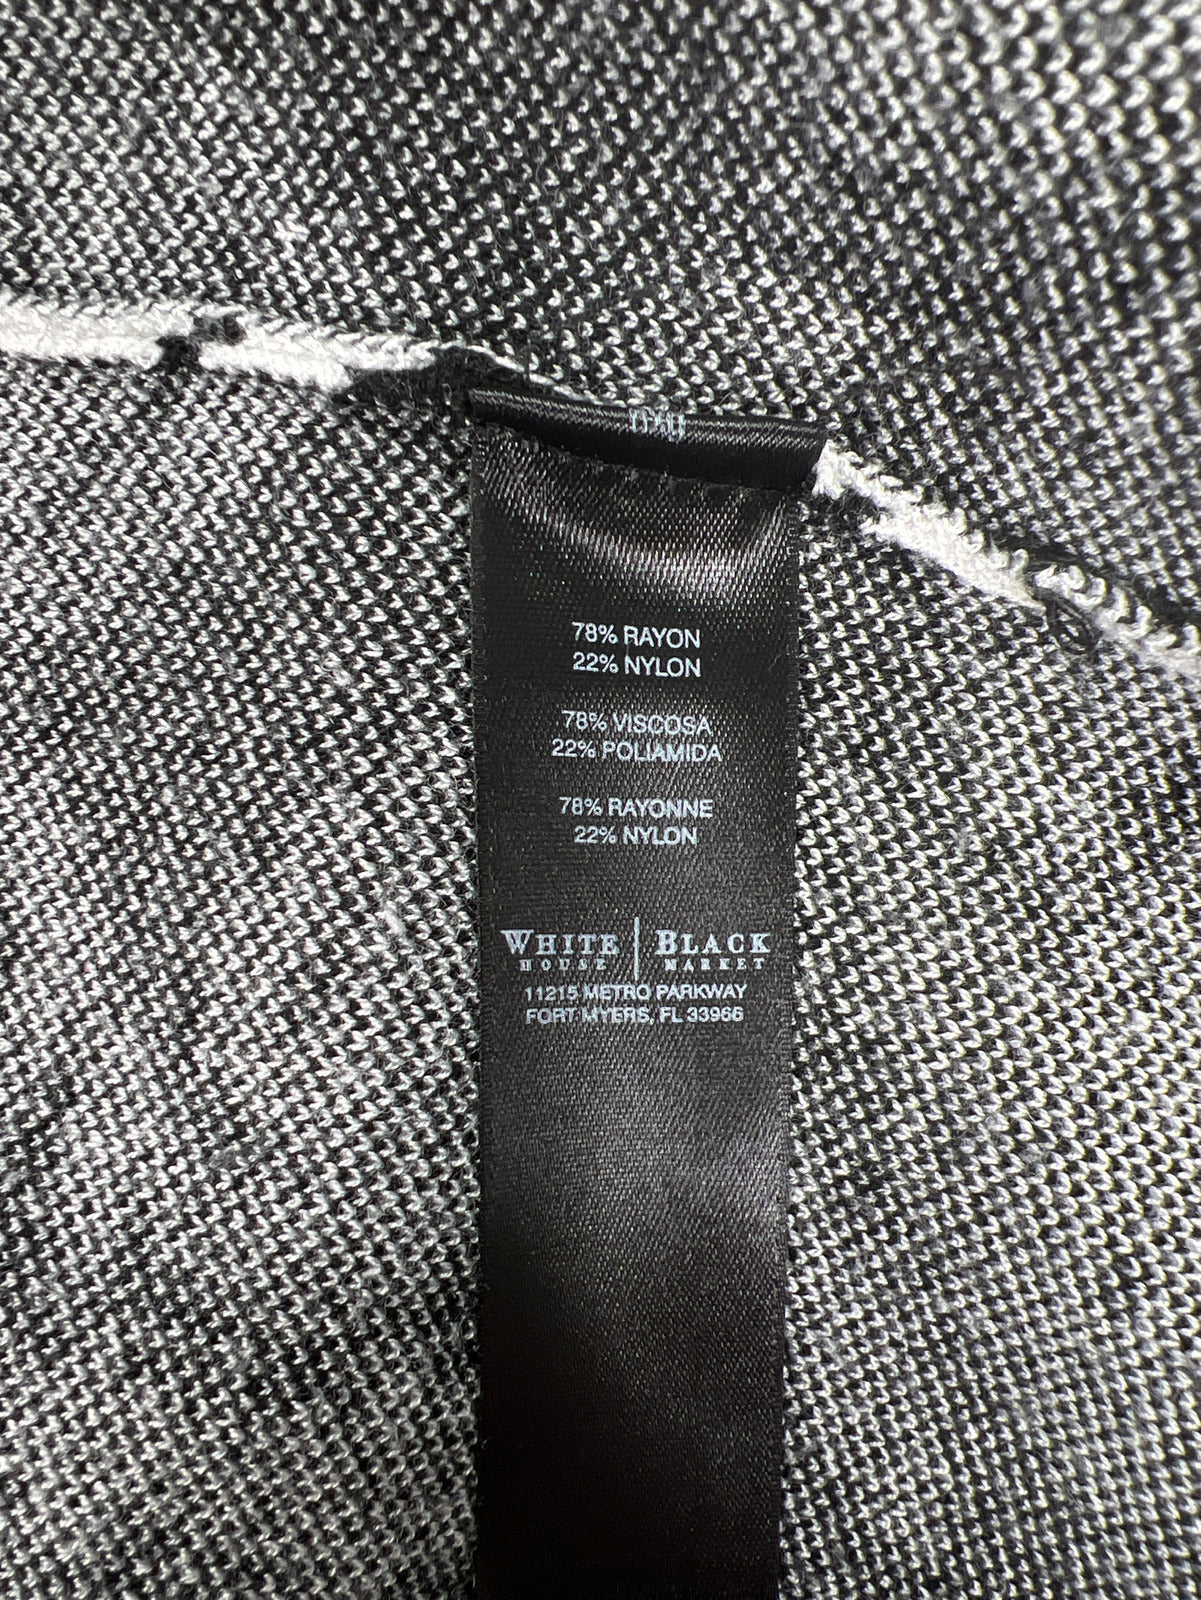 78% RAYON
22% NYLON
78% VISCOSA
22% POLIAMIDA
78% RAYONNE
22% NYLON
WHITE | BLACK
HOUSE MARKET
11215 METRO PARKWAY
FORT MYERS, FL 33966